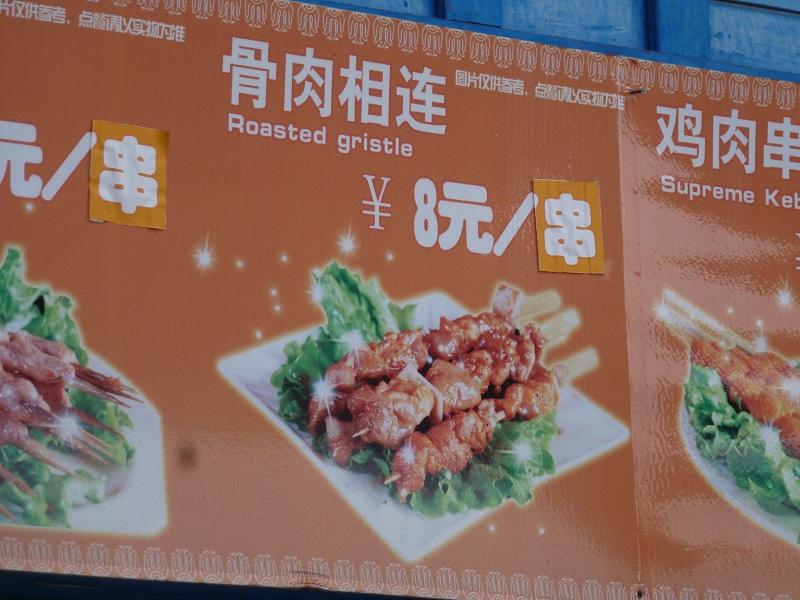 片仅供参考，点餐请以实物为准
元/串
骨肉相连
图片仅供参考，点餐请以实物为准
Roasted gristle
¥ 8元/串
鸡肉串
Supreme Keb